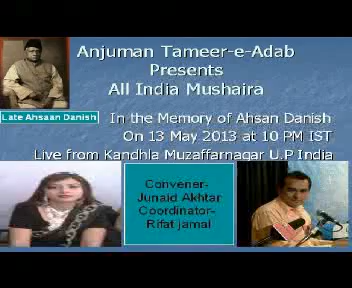 Anjuman Tameer-e-Adab
Presents
All India Mushaira
Late Ahsaan Danish
In the Memory of Ahsan Danish
On 13 May 2013 at 10 PM IST
Live from Kandhla Muzaffarnagar U.P India
Convener-
Junaid Akhtar
Coordinator-
Rifat jamal